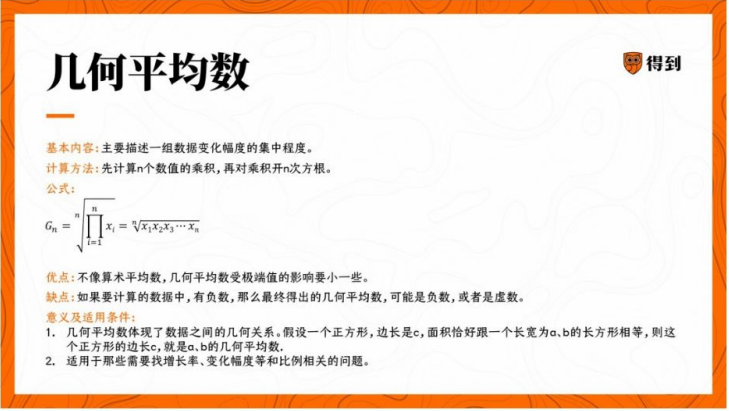 几何平均数
得到
基本内容:主要描述一组数据变化幅度的集中程度。
计算方法:先计算n个数值的乘积,再对乘积开n次方根。
公式:
Gₙ = ⁿ√(∏ᵢ₌₁ⁿ xᵢ) = ⁿ√(x₁x₂x₃⋯xₙ)
优点:不像算术平均数,几何平均数受极端值的影响要小一些。
缺点:如果要计算的数据中,有负数,那么最终得出的几何平均数,可能是负数,或者是虚数。
意义及适用条件:
1. 几何平均数体现了数据之间的几何关系。假设一个正方形,边长是c,面积恰好跟一个长宽为a、b的长方形相等,则这
个正方形的边长c,就是a、b的几何平均数.
2. 适用于那些需要找增长率、变化幅度等和比例相关的问题。